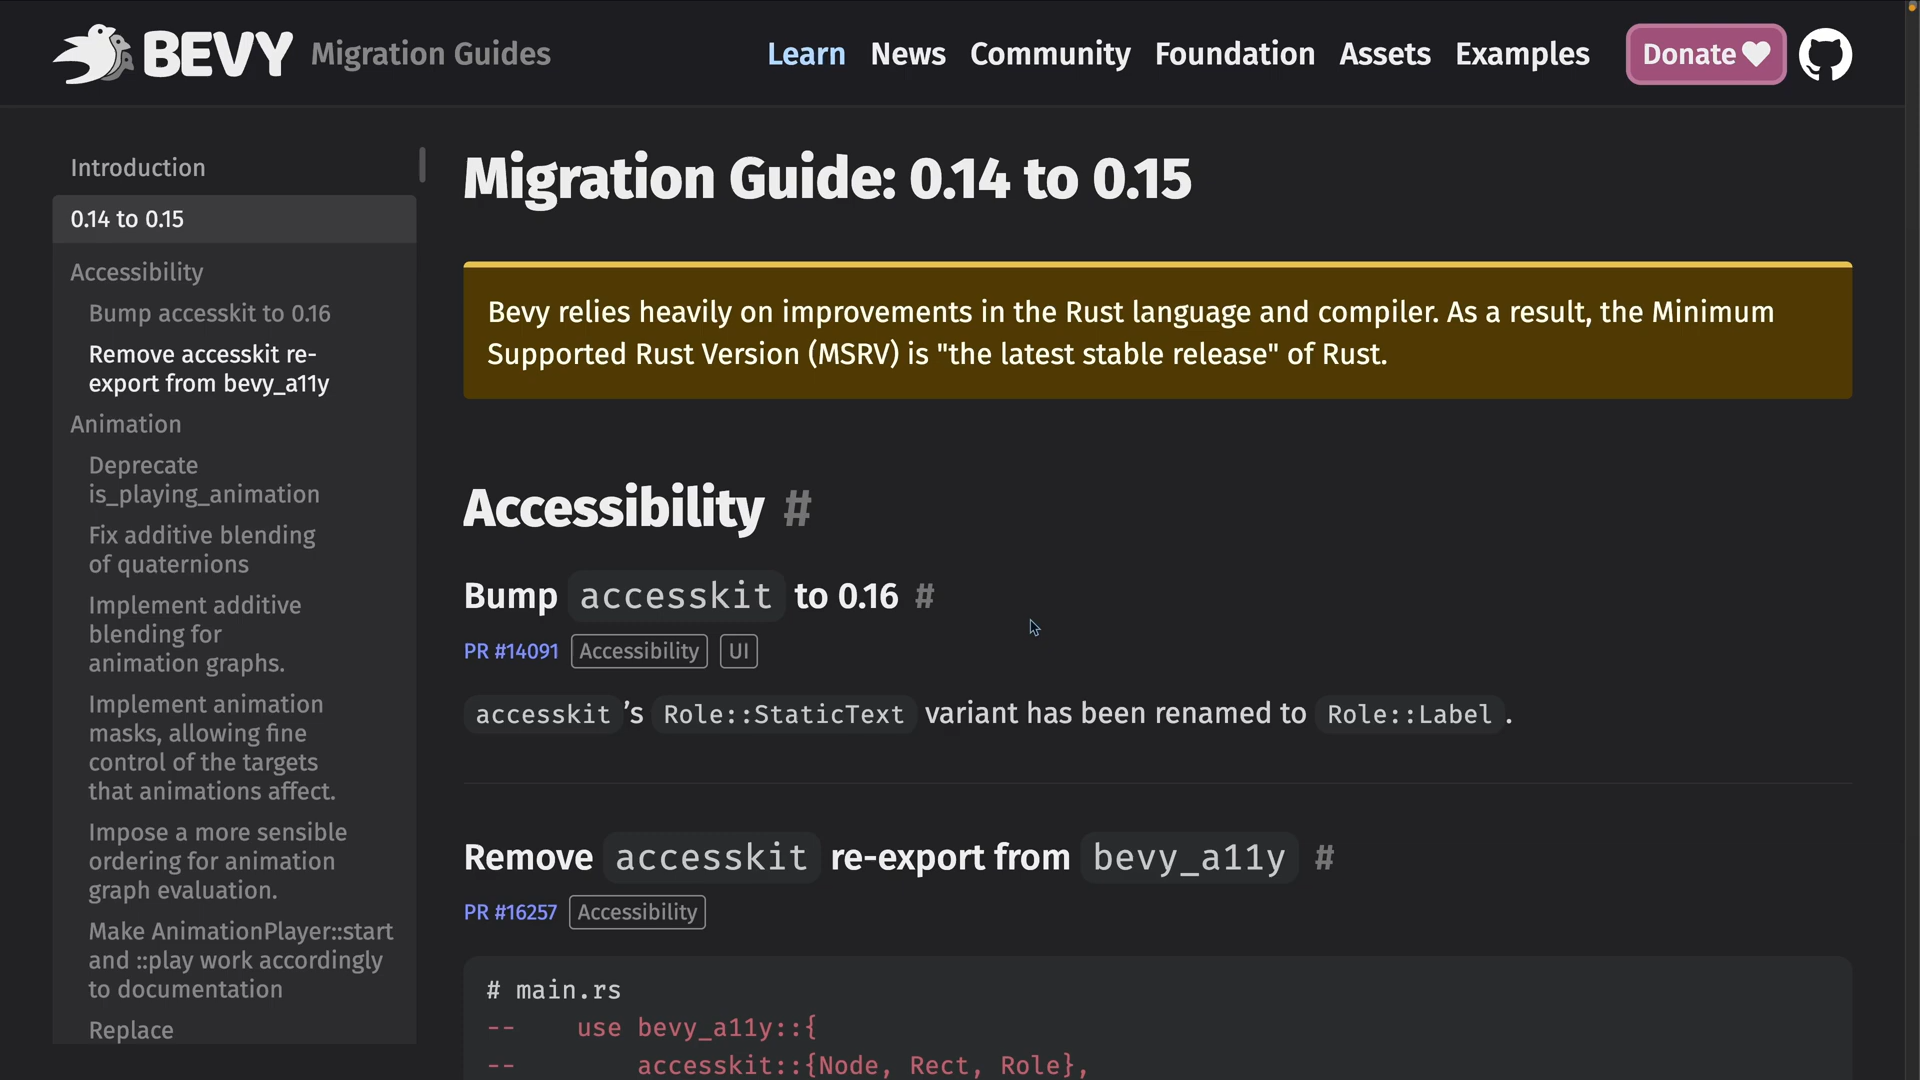 BEVY Migration Guides
Learn News Community Foundation Assets Examples Donate
Introduction
0.14 to 0.15
Accessibility
Bump accesskit to 0.16
Remove accesskit re-
export from bevy_a11y
Animation
Deprecate
is_playing_animation
Fix additive blending
of quaternions
Implement additive
blending for
animation graphs.
Implement animation
masks, allowing fine
control of the targets
that animations affect.
Impose a more sensible
ordering for animation
graph evaluation.
Make AnimationPlayer::start
and ::play work accordingly
to documentation
Replace
Migration Guide: 0.14 to 0.15
Bevy relies heavily on improvements in the Rust language and compiler. As a result, the Minimum
Supported Rust Version (MSRV) is "the latest stable release" of Rust.
Accessibility #
Bump accesskit to 0.16 #
PR #14091 Accessibility UI
accesskit’s Role::StaticText variant has been renamed to Role::Label.
Remove accesskit re-export from bevy_a11y #
PR #16257 Accessibility
# main.rs
--    use bevy_a11y::{
--        accesskit::{Node, Rect, Role},